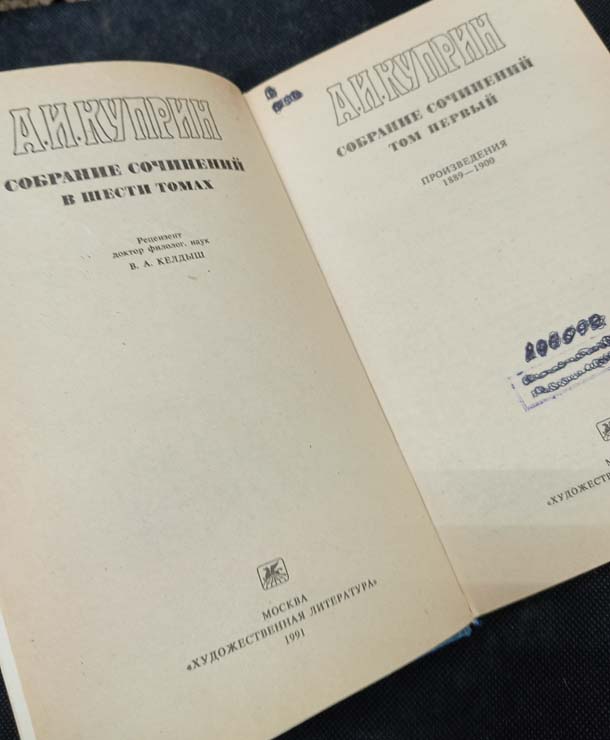 А.И.КУПРИН
СОБРАНИЕ СОЧИНЕНИЙ
В ШЕСТИ ТОМАХ
Рецензент
доктор филолог. наук
В. А. КЕЛДЫШ
МОСКВА
«ХУДОЖЕСТВЕННАЯ ЛИТЕРАТУРА»
1991
А.И.КУПРИН
СОБРАНИЕ СОЧИНЕНИЙ
ТОМ ПЕРВЫЙ
ПРОИЗВЕДЕНИЯ
1889—1900